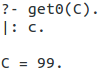 ?- get0(C).
|: c.
C = 99.